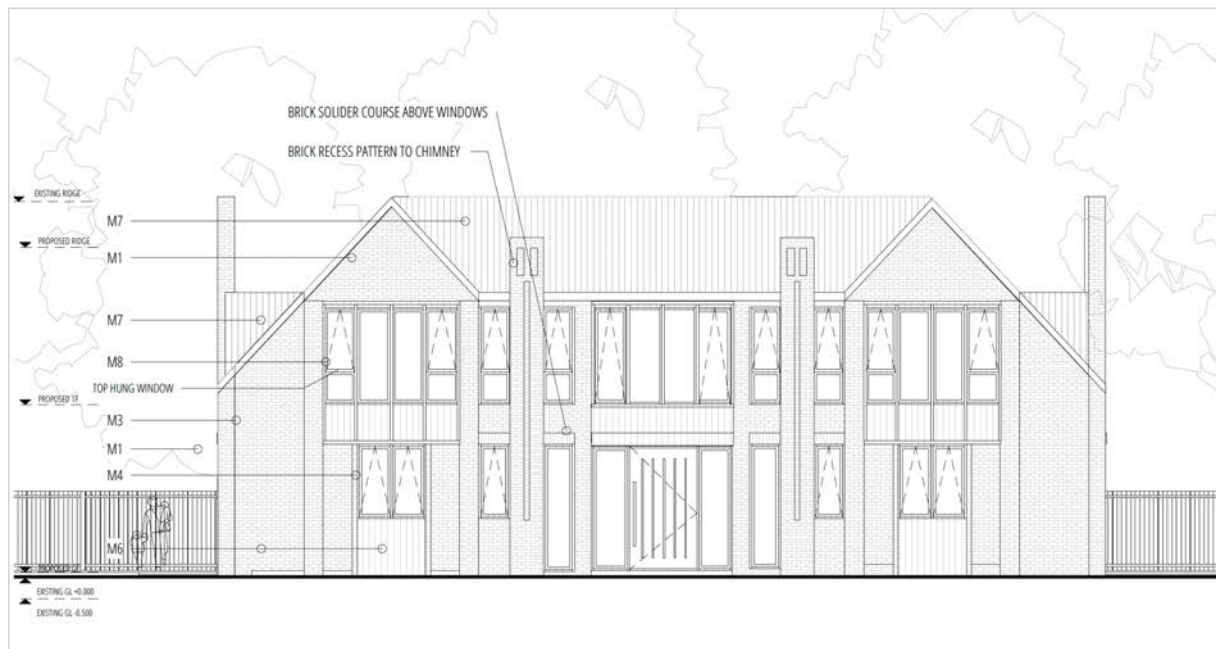 BRICK SOLIDER COURSE ABOVE WINDOWS
BRICK RECESS PATTERN TO CHIMNEY
EXISTING RIDGE
M7
PROPOSED RIDGE
M1
M7
M8
TOP HUNG WINDOW
PROPOSED 1F
M3
M1
M4
M6
PROPOSED GF
EXISTING GL +0.000
EXISTING GL -0.500